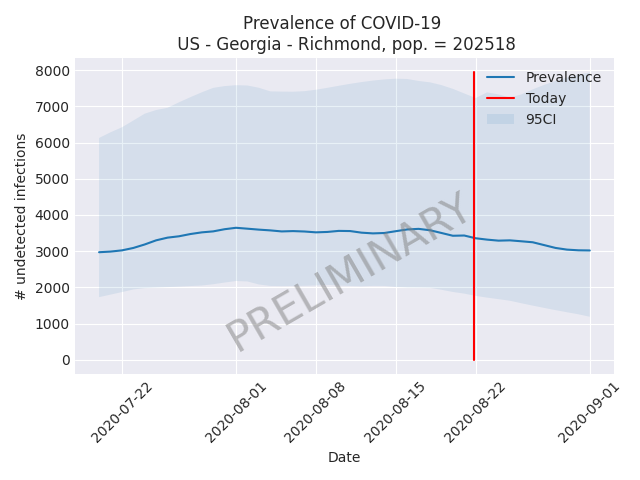 Prevalence of COVID-19
US - Georgia - Richmond, pop. = 202518
# undetected infections
8000
7000
6000
5000
4000
3000
2000
1000
0
Prevalence
Today
95CI
PRELIMINARY
2020-07-22
2020-08-01
2020-08-08
2020-08-15
2020-08-22
2020-09-01
Date